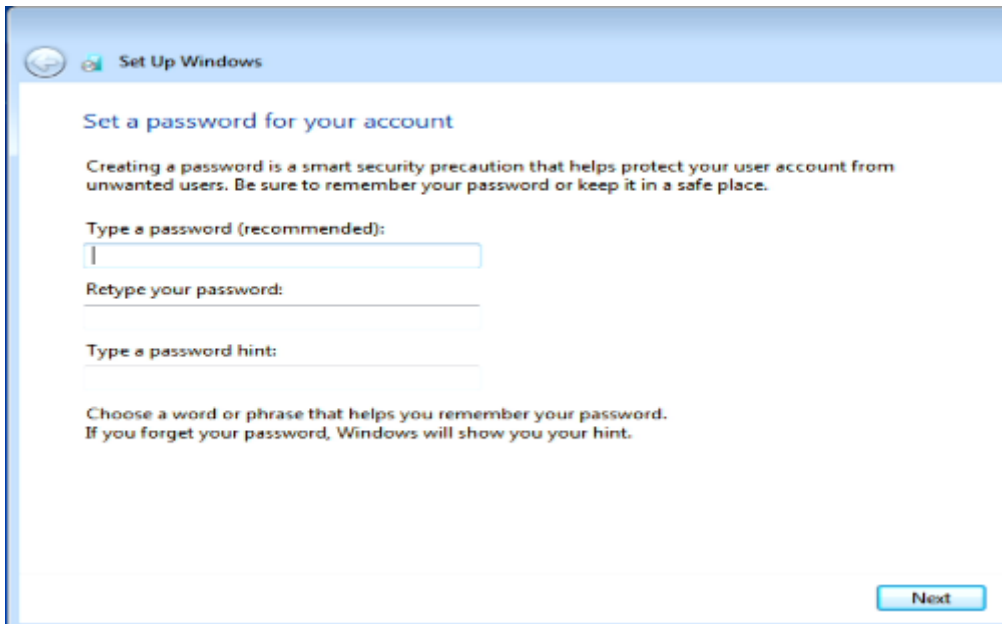 Set Up Windows
Set a password for your account
Creating a password is a smart security precaution that helps protect your user account from
unwanted users. Be sure to remember your password or keep it in a safe place.
Type a password (recommended):
Retype your password:
Type a password hint:
Choose a word or phrase that helps you remember your password.
If you forget your password, Windows will show you your hint.
Next